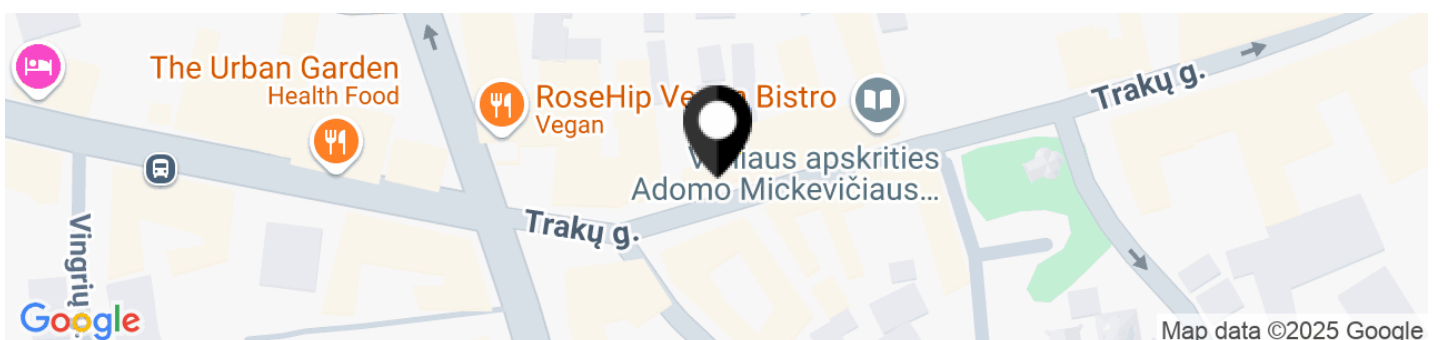 The Urban Garden
Health Food
RoseHip Bistro
Vegan
Trakų g.
apskrities
Adomo Mickevičiaus...
Trakų g.
Vingrių
Google
Map data ©2025 Google